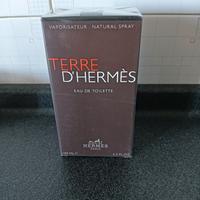 VAPORISATEUR · NATURAL SPRAY
TERRE
D'HERMÈS
EAU DE TOILETTE
HERMÈS
PARIS